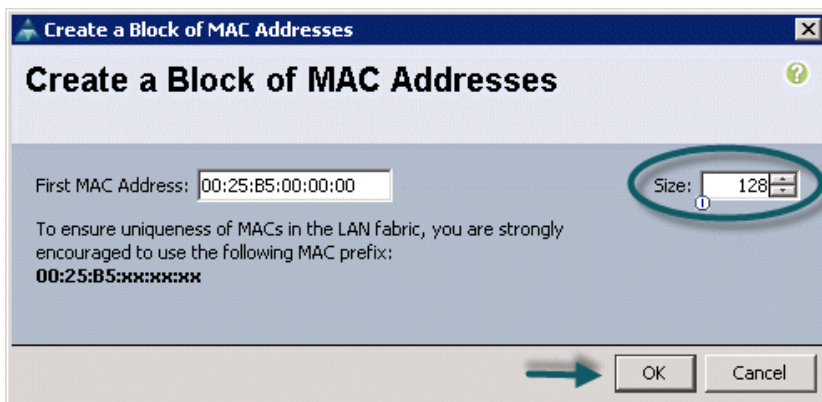 Create a Block of MAC Addresses
Create a Block of MAC Addresses
First MAC Address: 00:25:B5:00:00:00
Size: 128
To ensure uniqueness of MACs in the LAN fabric, you are strongly
encouraged to use the following MAC prefix:
00:25:B5:xx:xx:xx
OK
Cancel